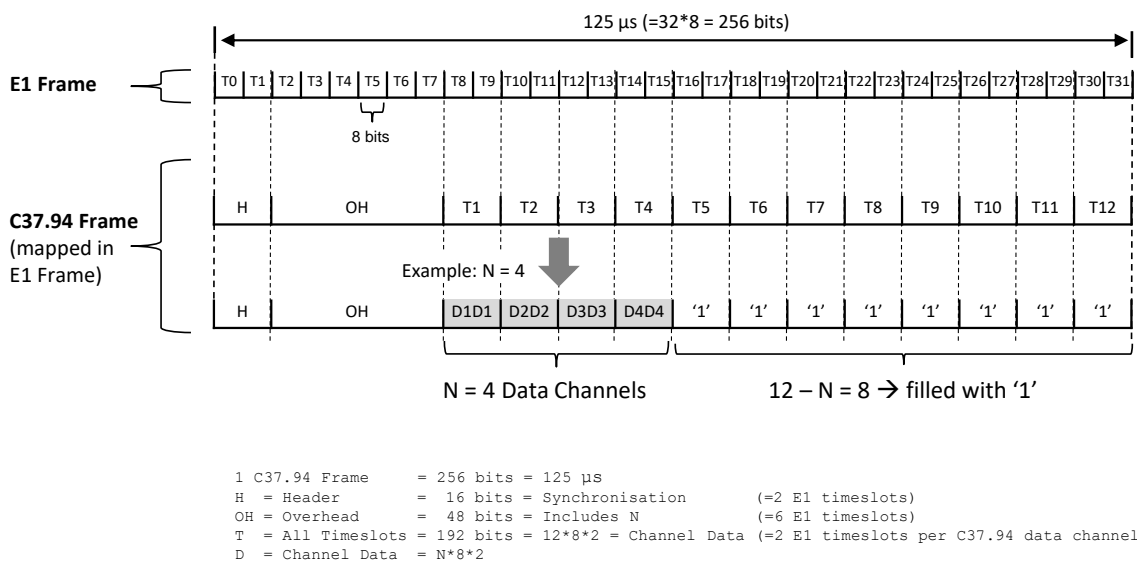 125 µs (=32*8 = 256 bits)
E1 Frame
T0 T1 T2 T3 T4 T5 T6 T7 T8 T9 T10 T11 T12 T13 T14 T15 T16 T17 T18 T19 T20 T21 T22 T23 T24 T25 T26 T27 T28 T29 T30 T31
8 bits
C37.94 Frame
(mapped in
E1 Frame)
H OH T1 T2 T3 T4 T5 T6 T7 T8 T9 T10 T11 T12
Example: N = 4
H OH D1D1 D2D2 D3D3 D4D4 ‘1’ ‘1’ ‘1’ ‘1’ ‘1’ ‘1’ ‘1’ ‘1’
N = 4 Data Channels
12 – N = 8 → filled with ‘1’
1 C37.94 Frame = 256 bits = 125 µs
H = Header = 16 bits = Synchronisation (=2 E1 timeslots)
OH = Overhead = 48 bits = Includes N (=6 E1 timeslots)
T = All Timeslots = 192 bits = 12*8*2 = Channel Data (=2 E1 timeslots per C37.94 data channel
D = Channel Data = N*8*2